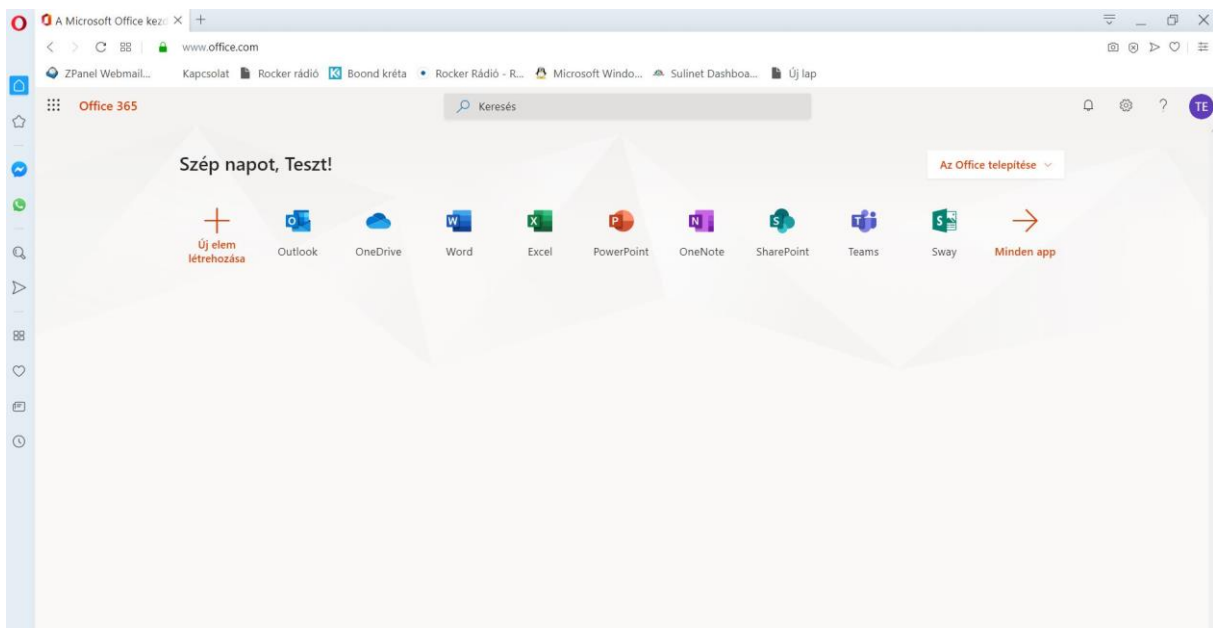 A Microsoft Office kezd
www.office.com
ZPanel Webmail... Kapcsolat Rocker rádió Boond kréta Rocker Rádió - R... Microsoft Windo... Sulinet Dashboa... Új lap
Office 365 Keresés ? TE
Szép napot, Teszt! Az Office telepítése
Új elem létrehozása
Outlook OneDrive Word Excel PowerPoint OneNote SharePoint Teams Sway Minden app